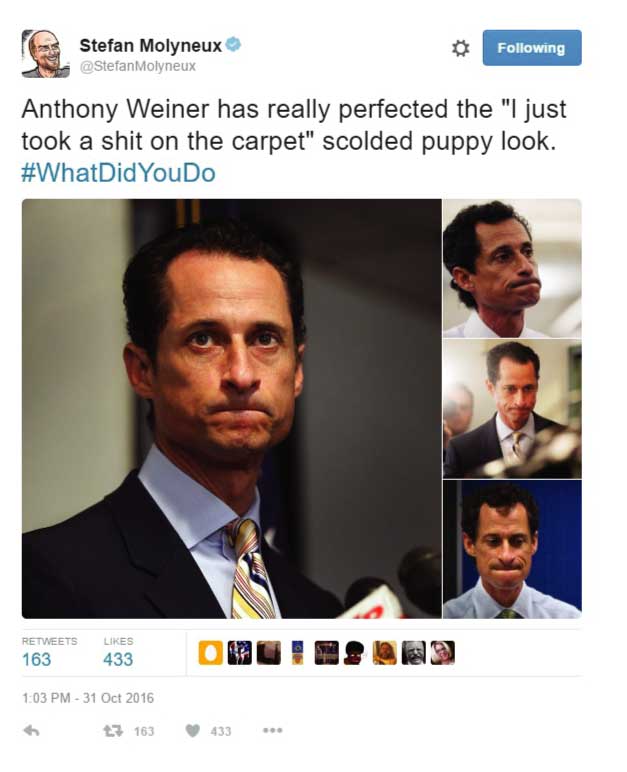 Stefan Molyneux
Following
@StefanMolyneux
Anthony Weiner has really perfected the "I just
took a shit on the carpet" scolded puppy look.
#WhatDidYouDo
RETWEETS LIKES
163 433
1:03 PM - 31 Oct 2016
163 433